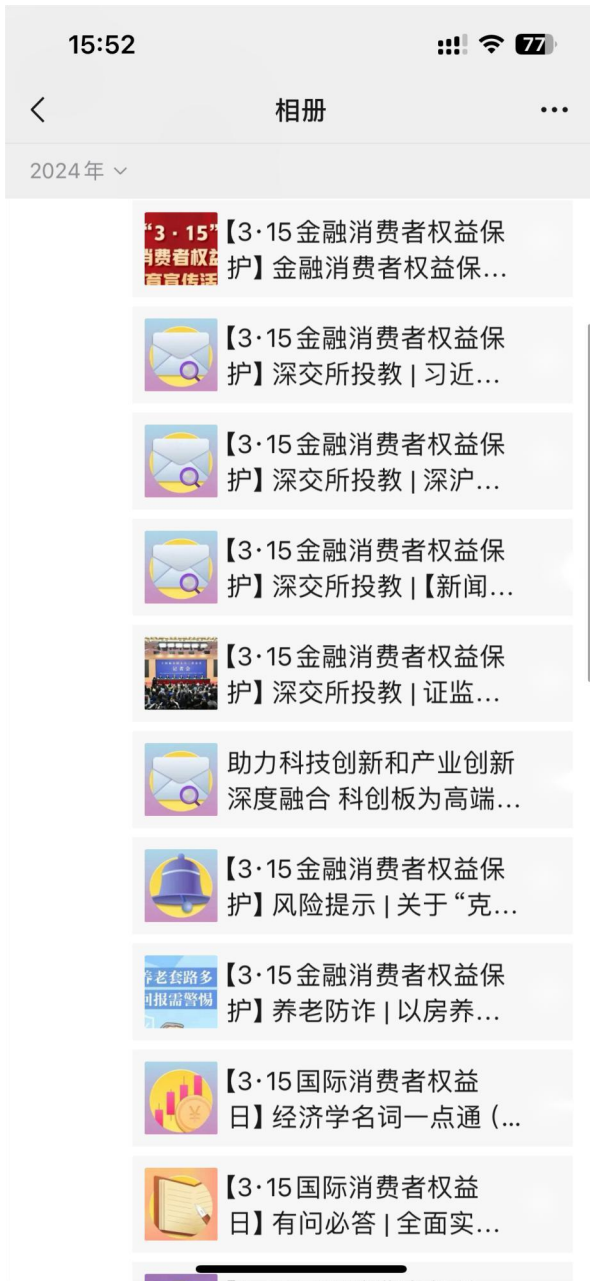 15:52
77
相册
2024年
“3·15”
消费者权益
育宣传活
【3·15金融消费者权益保
护】金融消费者权益保...
【3·15金融消费者权益保
护】深交所投教 | 习近...
【3·15金融消费者权益保
护】深交所投教 | 深沪...
【3·15金融消费者权益保
护】深交所投教 |【新闻...
【3·15金融消费者权益保
护】深交所投教 | 证监...
助力科技创新和产业创新
深度融合 科创板为高端...
【3·15金融消费者权益保
护】风险提示 | 关于“克...
养老套路多
回报需警惕
【3·15金融消费者权益保
护】养老防诈 | 以房养...
【3·15国际消费者权益
日】经济学名词一点通（...
【3·15国际消费者权益
日】有问必答 | 全面实...